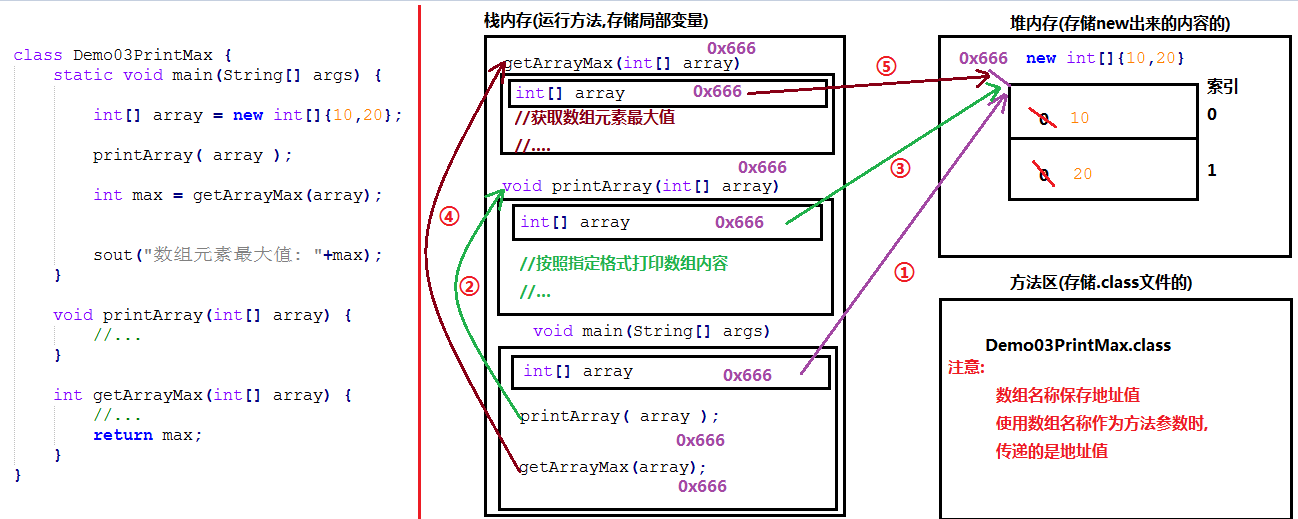 class Demo03PrintMax {
static void main(String[] args) {
int[] array = new int[]{10,20};
printArray( array );
int max = getArrayMax(array);
sout("数组元素最大值: "+max);
}
void printArray(int[] array) {
//...
}
int getArrayMax(int[] array) {
//...
return max;
}
}
栈内存(运行方法,存储局部变量)
0x666
getArrayMax(int[] array)
int[] array 0x666
//获取数组元素最大值
//....
0x666
void printArray(int[] array)
int[] array 0x666
//按照指定格式打印数组内容
//...
void main(String[] args)
int[] array 0x666
printArray( array );
0x666
getArrayMax(array);
0x666
④
②
⑤
③
①
堆内存(存储new出来的内容的)
0x666 new int[]{10,20}
索引
0 10 0
0 20 1
方法区(存储.class文件的)
Demo03PrintMax.class
注意:
数组名称保存地址值
使用数组名称作为方法参数时,
传递的是地址值